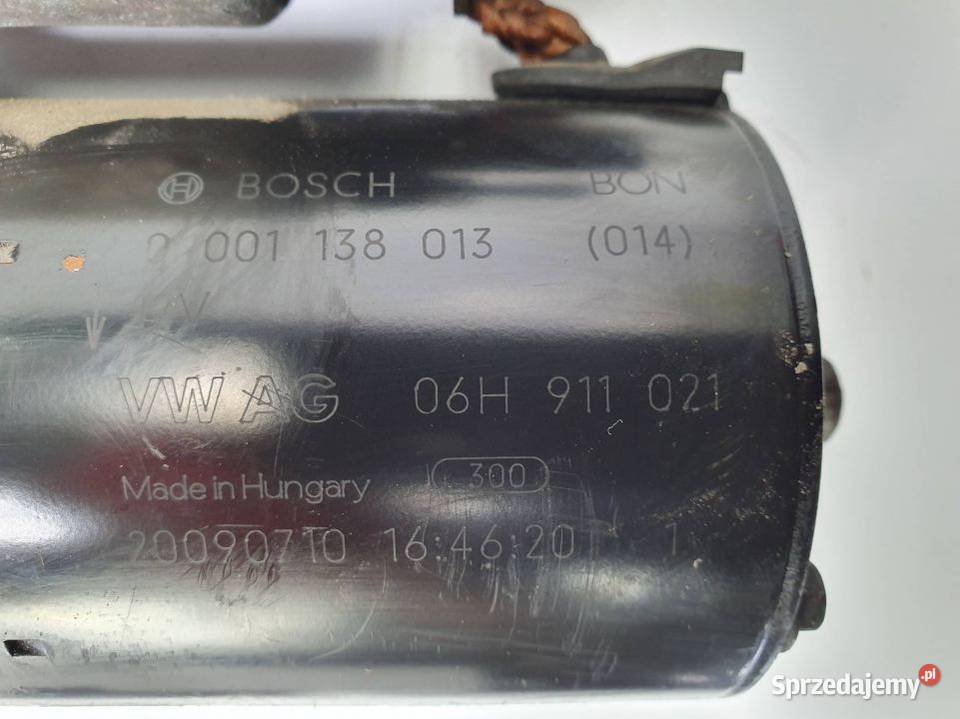 BOSCH BON
0 001 138 013 (014)
V
VW AG 06H 911 021
Made in Hungary 300
20090710 16:46:20 1
Sprzedajemy.pl